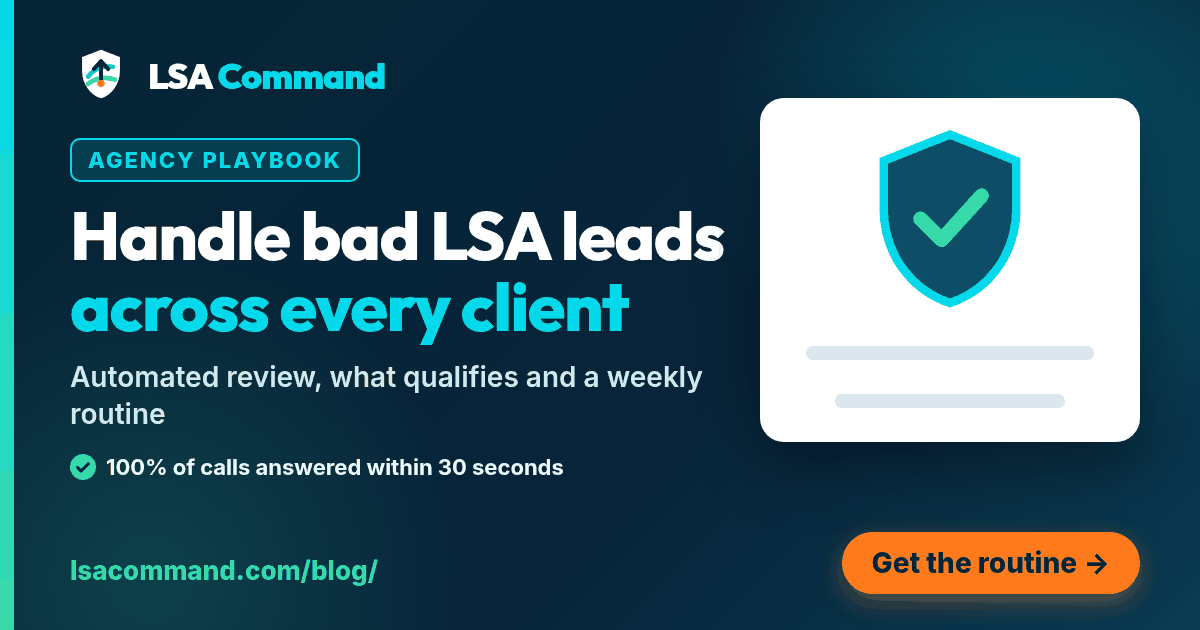 LSA Command
AGENCY PLAYBOOK
Handle bad LSA leads
across every client
Automated review, what qualifies and a weekly
routine
100% of calls answered within 30 seconds
lsacommand.com/blog/
Get the routine →